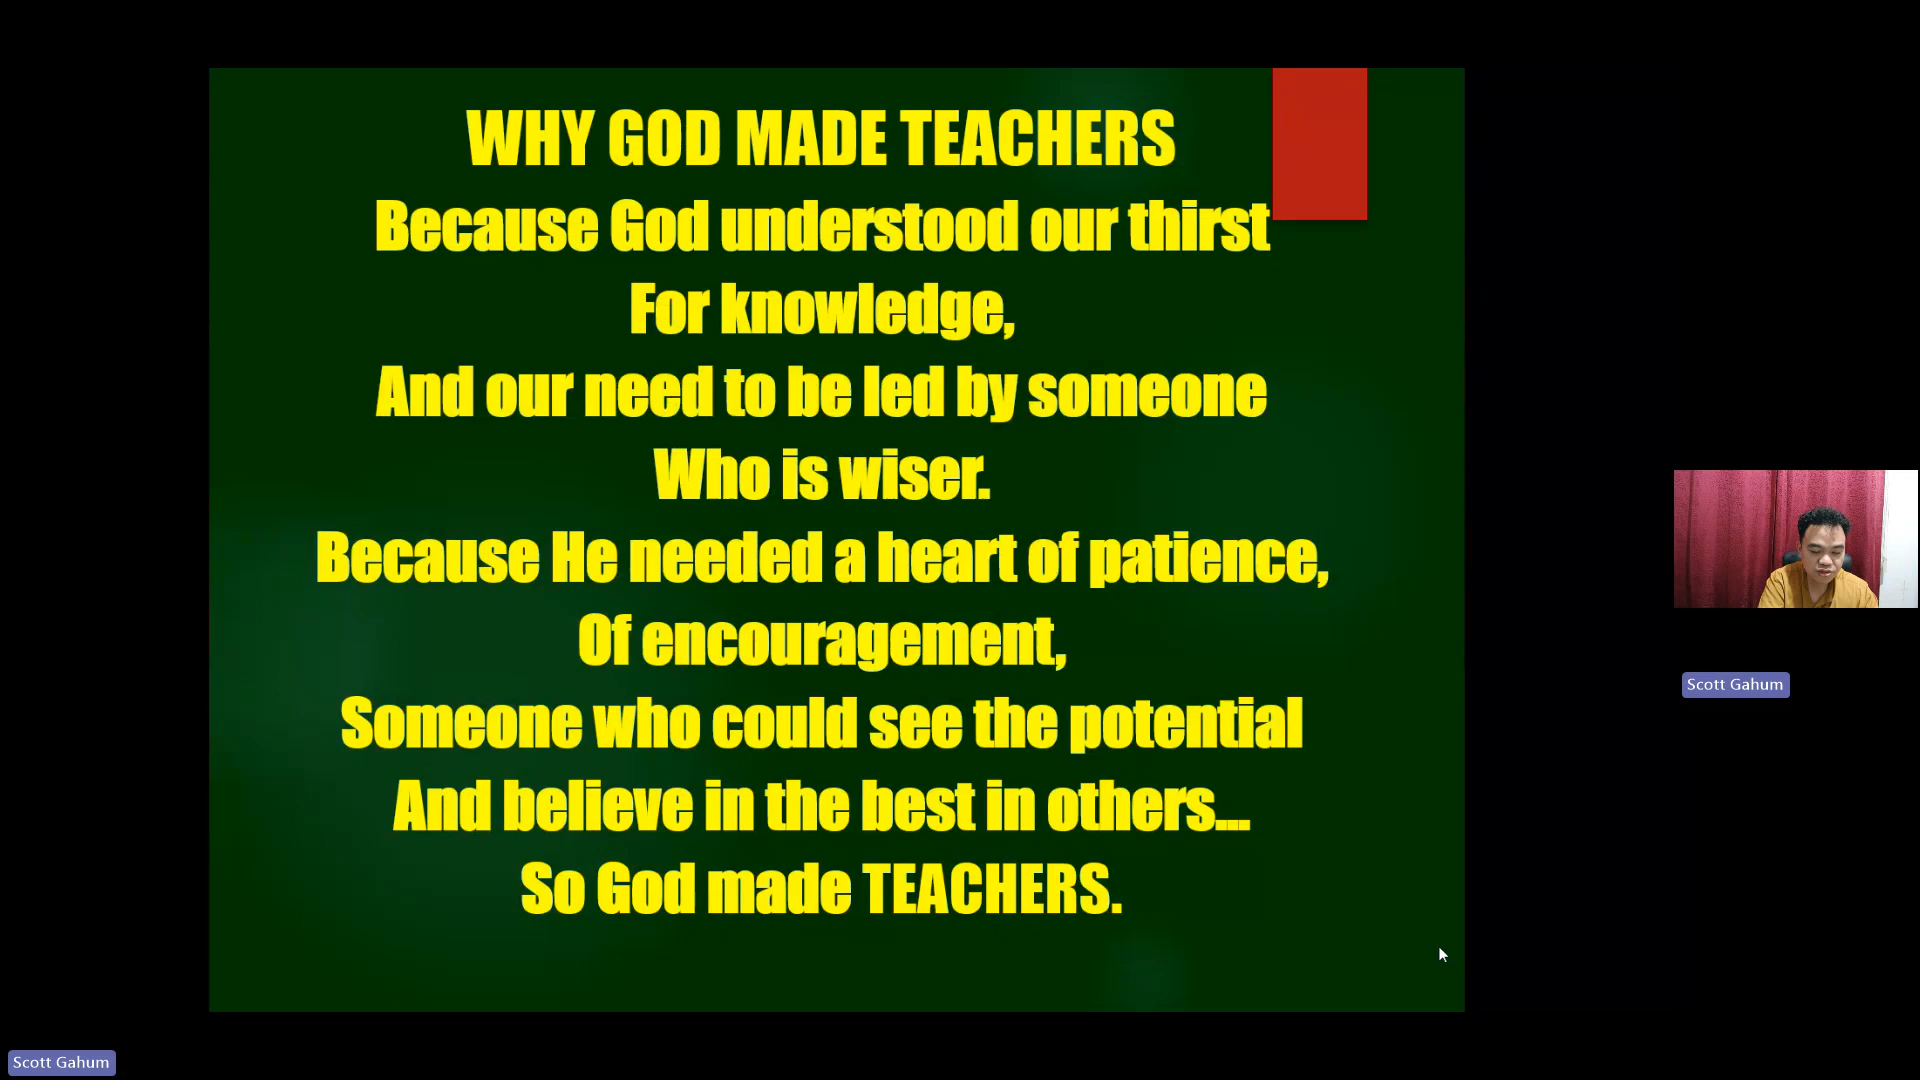 WHY GOD MADE TEACHERS
Because God understood our thirst
For knowledge,
And our need to be led by someone
Who is wiser.
Because He needed a heart of patience,
Of encouragement,
Someone who could see the potential
And believe in the best in others...
So God made TEACHERS.
Scott Gahum
Scott Gahum